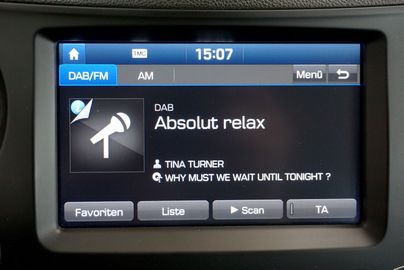 TMC 15:07
DAB/FM AM Menü
DAB
Absolut relax
TINA TURNER
WHY MUST WE WAIT UNTIL TONIGHT ?
Favoriten Liste Scan TA